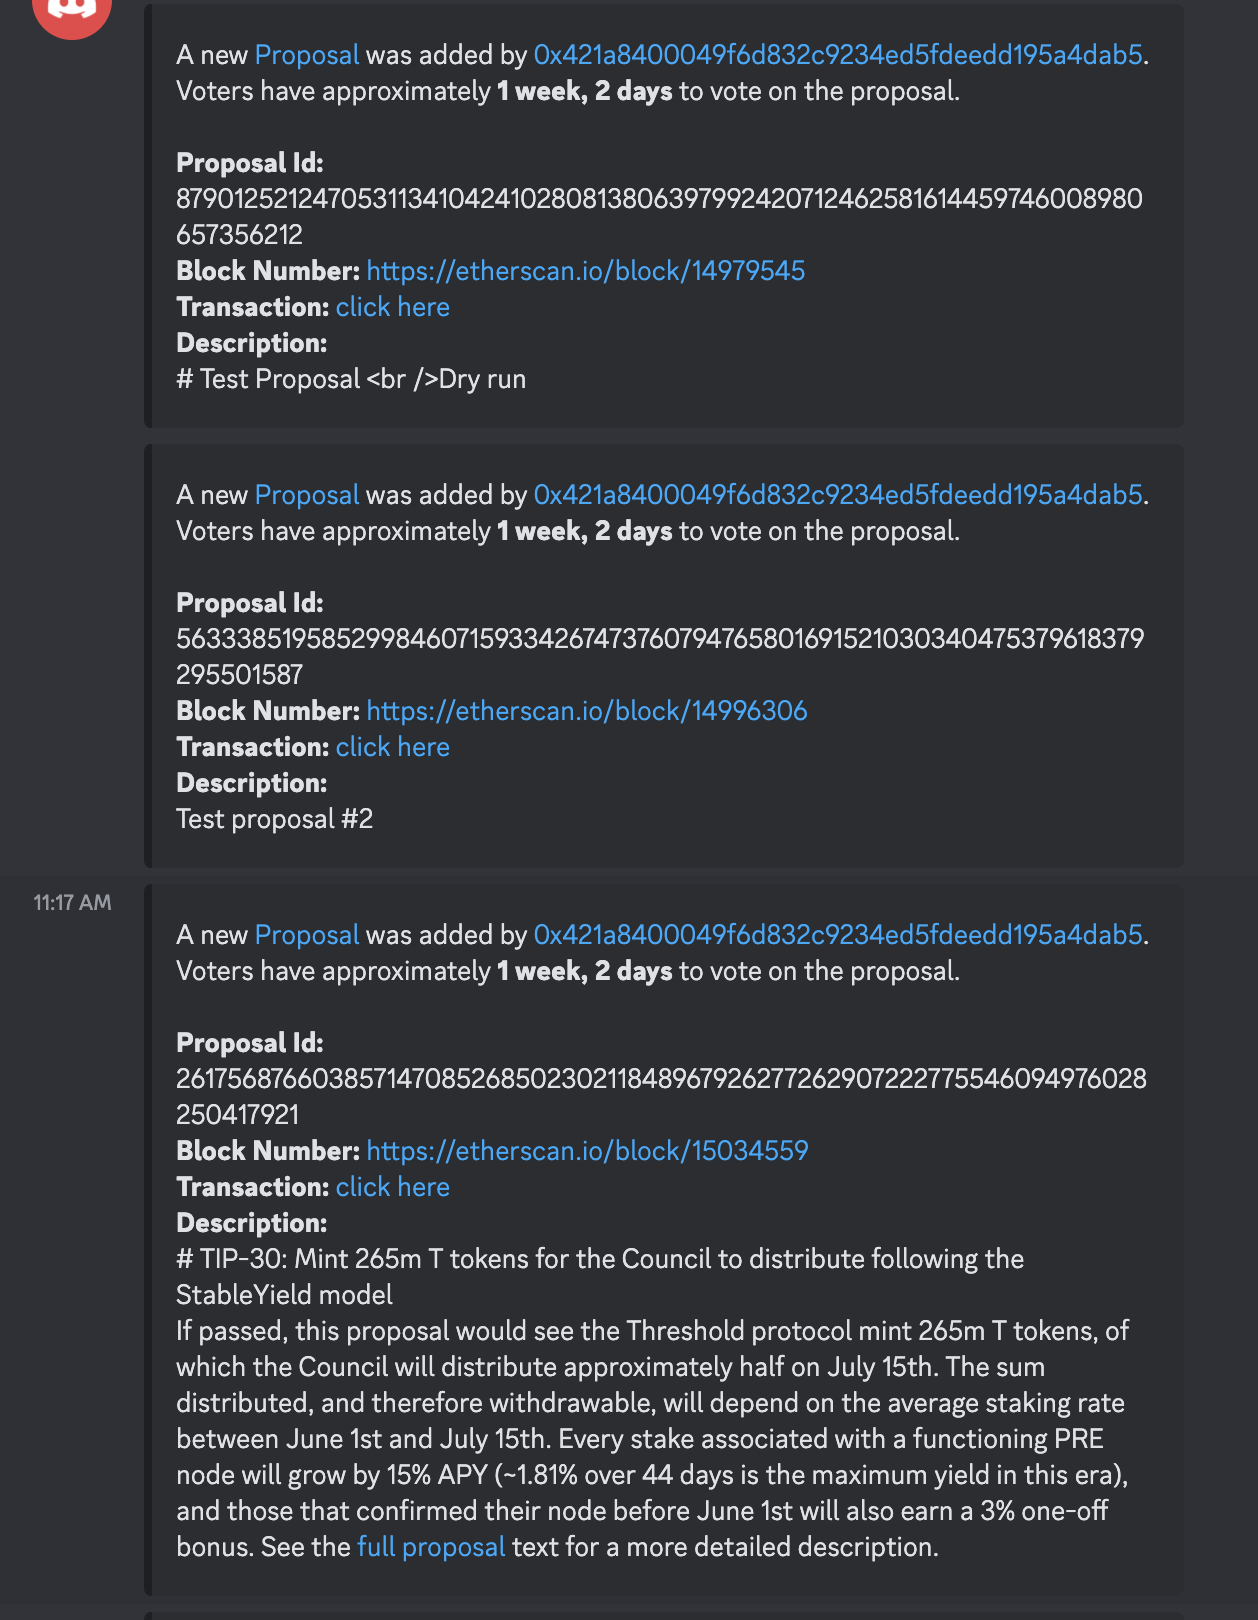 A new Proposal was added by 0x421a8400049f6d832c9234ed5fdeedd195a4dab5.
Voters have approximately 1 week, 2 days to vote on the proposal.
Proposal Id:
87901252124705311341042410280813806397992420712462581614459746008980
657356212
Block Number: https://etherscan.io/block/14979545
Transaction: click here
Description:
# Test Proposal <br />Dry run
A new Proposal was added by 0x421a8400049f6d832c9234ed5fdeedd195a4dab5.
Voters have approximately 1 week, 2 days to vote on the proposal.
Proposal Id:
56333851958529984607159334267473760794765801691521030340475379618379
295501587
Block Number: https://etherscan.io/block/14996306
Transaction: click here
Description:
Test proposal #2
11:17 AM
A new Proposal was added by 0x421a8400049f6d832c9234ed5fdeedd195a4dab5.
Voters have approximately 1 week, 2 days to vote on the proposal.
Proposal Id:
26175687660385714708526850230211848967926277262907222775546094976028
250417921
Block Number: https://etherscan.io/block/15034559
Transaction: click here
Description:
# TIP-30: Mint 265m T tokens for the Council to distribute following the
StableYield model
If passed, this proposal would see the Threshold protocol mint 265m T tokens, of
which the Council will distribute approximately half on July 15th. The sum
distributed, and therefore withdrawable, will depend on the average staking rate
between June 1st and July 15th. Every stake associated with a functioning PRE
node will grow by 15% APY (~1.81% over 44 days is the maximum yield in this era),
and those that confirmed their node before June 1st will also earn a 3% one-off
bonus. See the full proposal text for a more detailed description.